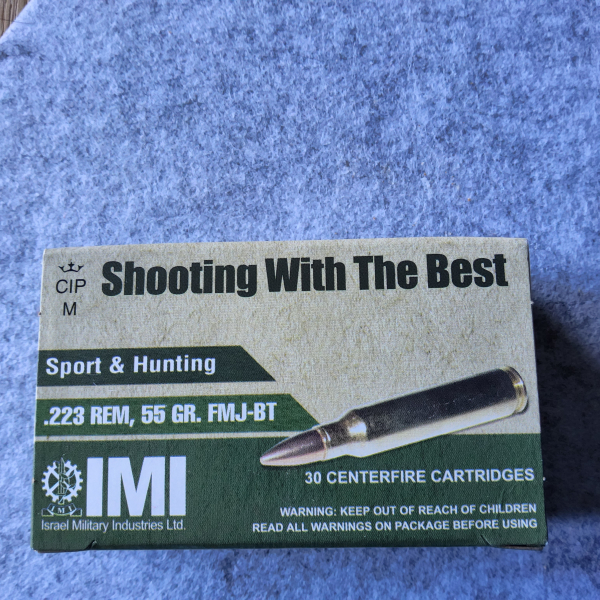 CIP
M
Shooting With The Best
Sport & Hunting
.223 REM, 55 GR. FMJ-BT
IMI
Israel Military Industries Ltd.
30 CENTERFIRE CARTRIDGES
WARNING: KEEP OUT OF REACH OF CHILDREN
READ ALL WARNINGS ON PACKAGE BEFORE USING